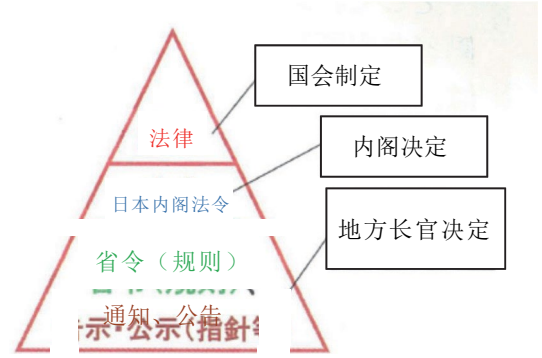 国会制定
法律
内阁决定
日本内阁法令
地方长官决定
省令（规则）
通知、公告
示・公示(指針